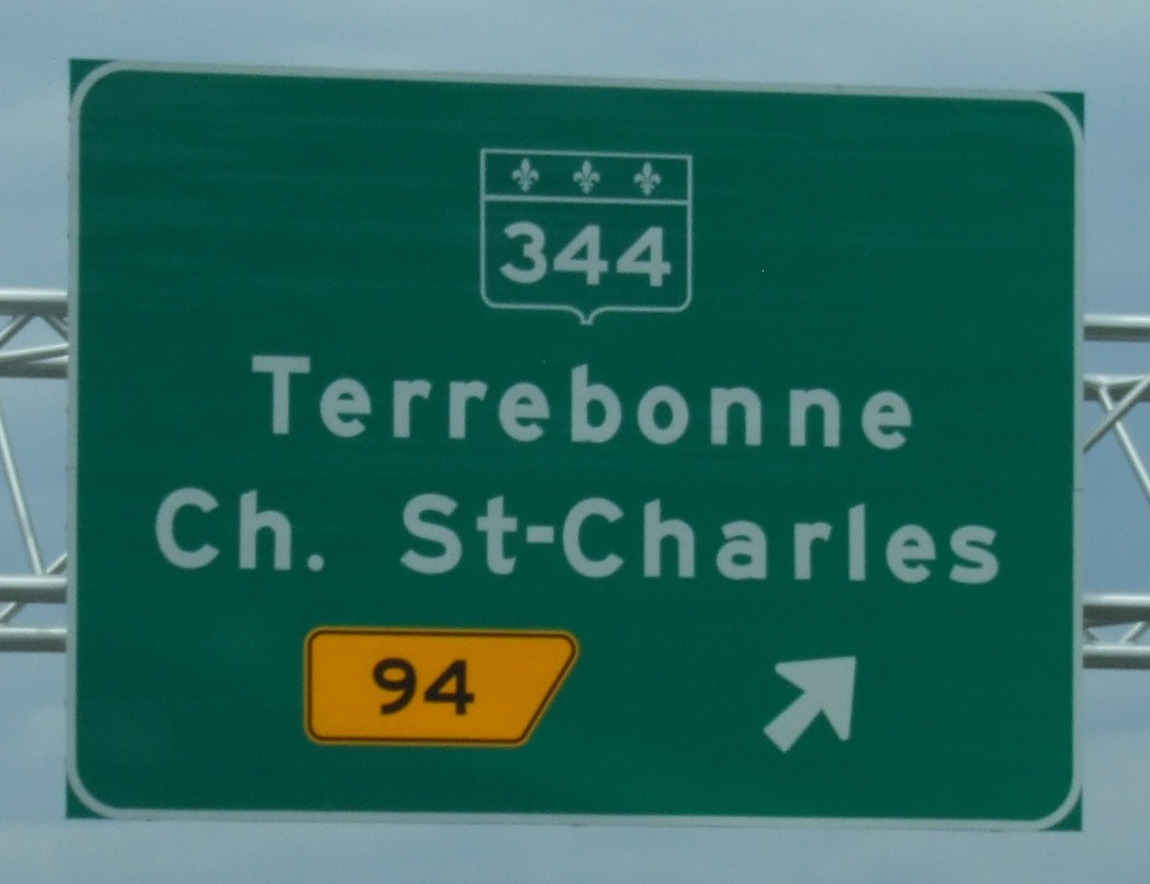 344
Terrebonne
Ch. St-Charles
94